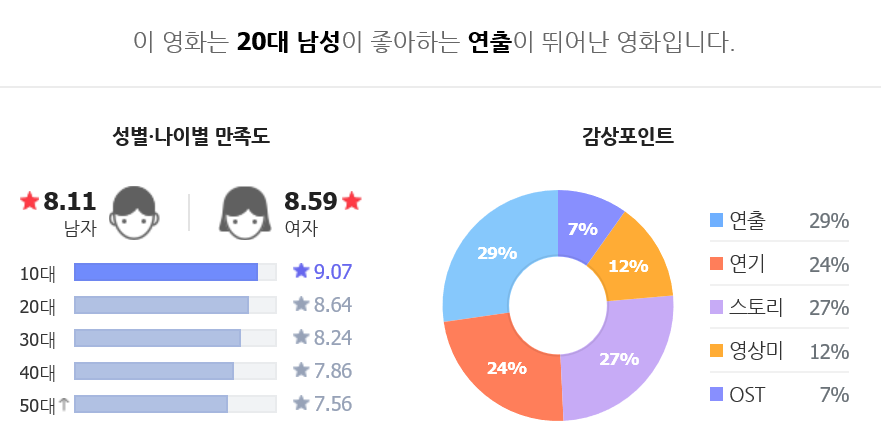 이 영화는 20대 남성이 좋아하는 연출이 뛰어난 영화입니다.
성별·나이별 만족도
★8.11
남자
8.59★
여자
10대 ★9.07
20대 ★8.64
30대 ★8.24
40대 ★7.86
50대↑ ★7.56
감상포인트
7%
12%
27%
24%
29%
연출 29%
연기 24%
스토리 27%
영상미 12%
OST 7%